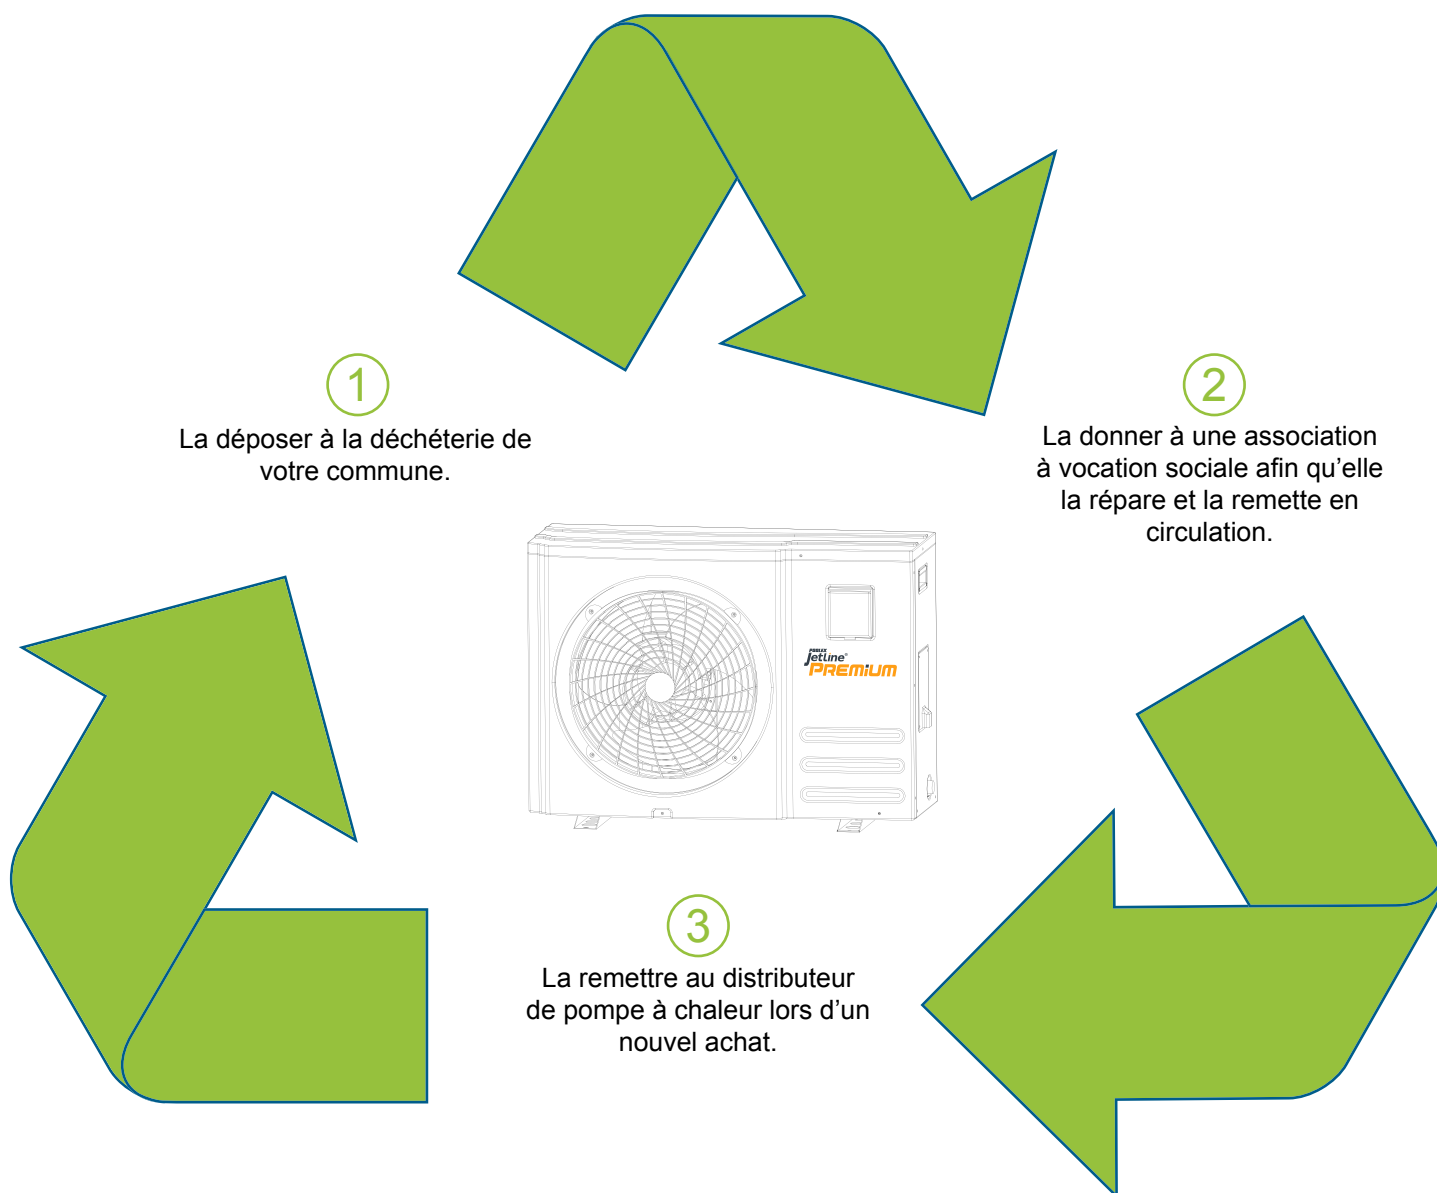 1
La déposer à la déchéterie de
votre commune.
2
La donner à une association
à vocation sociale afin qu’elle
la répare et la remette en
circulation.
POOLEX
Jetline®
PREMIUM
3
La remettre au distributeur
de pompe à chaleur lors d’un
nouvel achat.